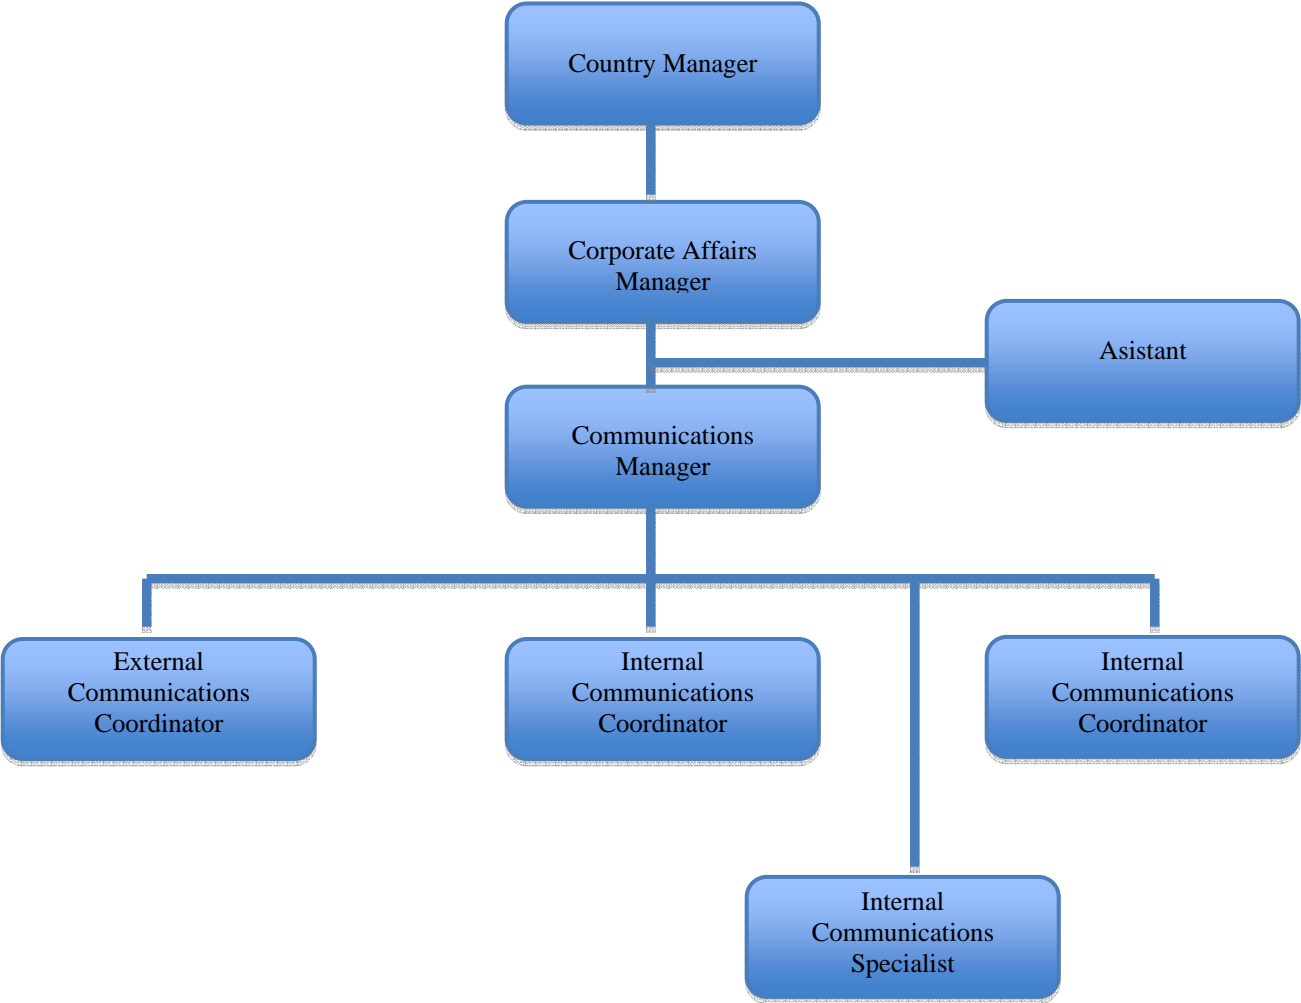 Country Manager
Corporate Affairs
Manager
Asistant
Communications
Manager
External
Communications
Coordinator
Internal
Communications
Coordinator
Internal
Communications
Coordinator
Internal
Communications
Specialist